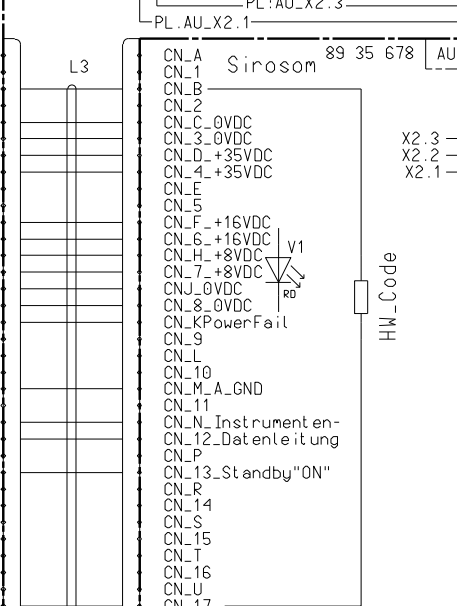 PL:AU_X2.3
PL.AU_X2.1
L3
Sirosom
89 35 678
AU
CN_A
CN_1
CN_B
CN_2
CN_C_0VDC
CN_3_0VDC
CN_D_+35VDC
CN_4_+35VDC
CN_E
CN_5
CN_F_+16VDC
CN_6_+16VDC
CN_H_+8VDC
CN_7_+8VDC
CNJ_0VDC
CN_8_0VDC
CN_KPowerFail
CN_9
CN_L
CN_10
CN_M_A_GND
CN_11
CN_N_Instrumenten-
CN_12_Datenleitung
CN_P
CN_13_Standby"ON"
CN_R
CN_14
CN_S
CN_15
CN_T
CN_16
CN_U
CN_17
V1
RD
HW_Code
X2.3
X2.2
X2.1